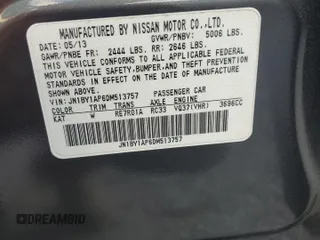 MANUFACTURED BY NISSAN MOTOR CO.,LTD.
DATE: 05/13 GVWR/PNBV: 5006 LBS.
GAWR/PNBE FR: 2444 LBS. RR: 2646 LBS.
THIS VEHICLE CONFORMS TO ALL APPLICABLE FEDERAL
MOTOR VEHICLE SAFETY,BUMPER,AND THEFT PREVENTION
STANDARDS IN EFFECT ON THE DATE OF MANUFACTURE
SHOWN ABOVE.
VIN: JN1BY1AP6DM513757 PASSENGER CAR
COLOR TRIM TRANS AXLE ENGINE
KAT W RE7R01A RC33 VQ37(VHR) 3696CC
JN1BY1AP6DM513757
© DREAMBID